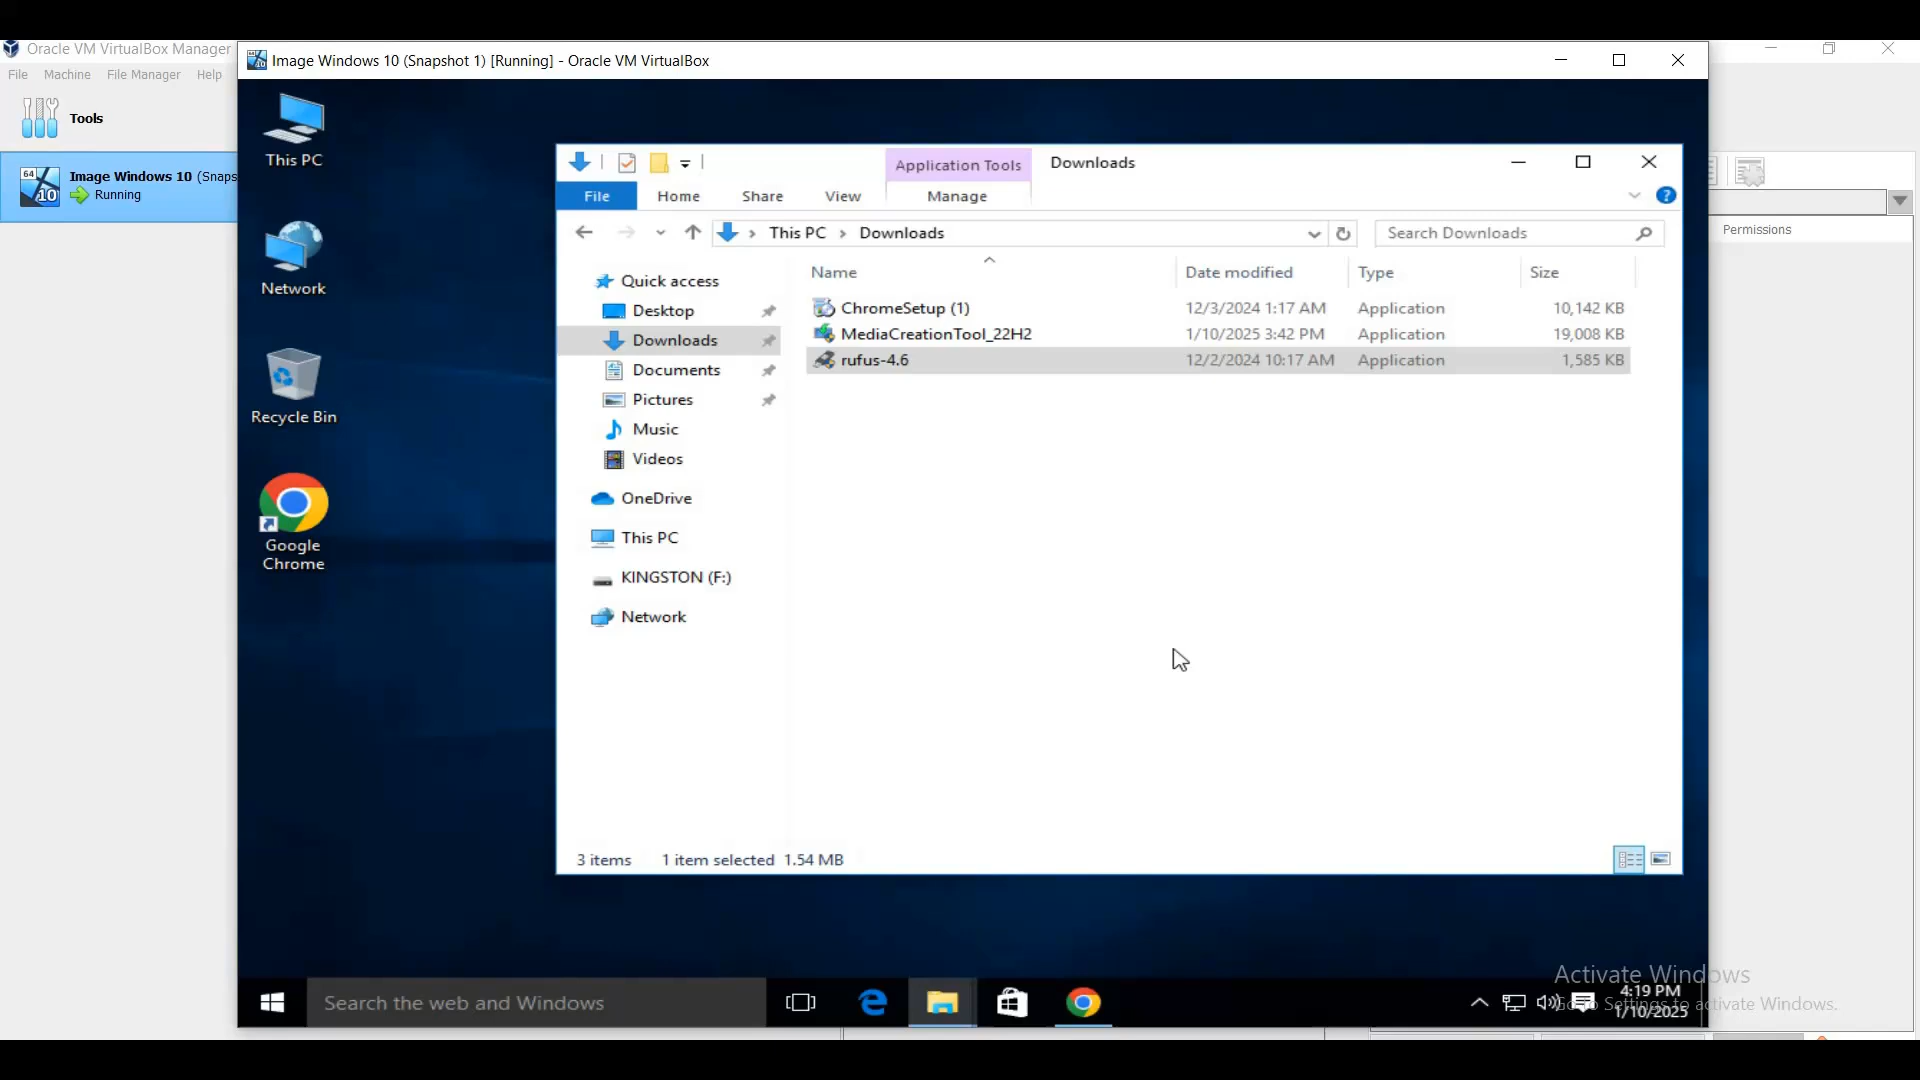 Oracle VM VirtualBox Manager
File Machine File Manager Help
Tools
64
10
Image Windows 10 (Snaps
Running
Image Windows 10 (Snapshot 1) [Running] - Oracle VM VirtualBox
Permissions
This PC
Network
Recycle Bin
Google
Chrome
Application Tools
Downloads
File Home Share View Manage
This PC Downloads
Search Downloads
Quick access
Desktop
Downloads
Documents
Pictures
Music
Videos
OneDrive
This PC
KINGSTON (F:)
Network
Name Date modified Type Size
ChromeSetup (1) 12/3/2024 1:17 AM Application 10,142 KB
MediaCreationTool_22H2 1/10/2025 3:42 PM Application 19,008 KB
rufus-4.6 12/2/2024 10:17 AM Application 1,585 KB
3 items 1 item selected 1.54 MB
Search the web and Windows
4:19 PM
1/10/2025
Activate Windows
Go to Settings to activate Windows.